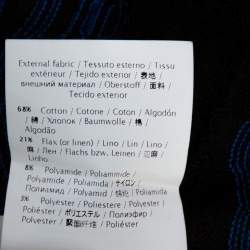 External fabric / Tessuto esterno / Tissu
extérieur / Tejido exterior / 表地 /
внешний материал / Oberstoff / 面料 /
Tecido exterior
68% Cotton / Cotone / Coton / Algodón
/ 綿 / Хлопок / Baumwolle / 棉 /
Algodão
21% Flax (or linen) / Lino / Lin / Lino /
麻 / Лен / Flachs bzw. Leinen / 亚麻 /
Linho
8% Polyamide / Poliammide /
Polyamide / Poliamida / ナイロン /
Полиамид / Polyamid / 锦纶 / Poliamida
3% Polyester / Poliestere / Polyester /
Poliéster / ポリエステル / Полиэфир /
Polyester / 聚酯纤维 / Poliéster